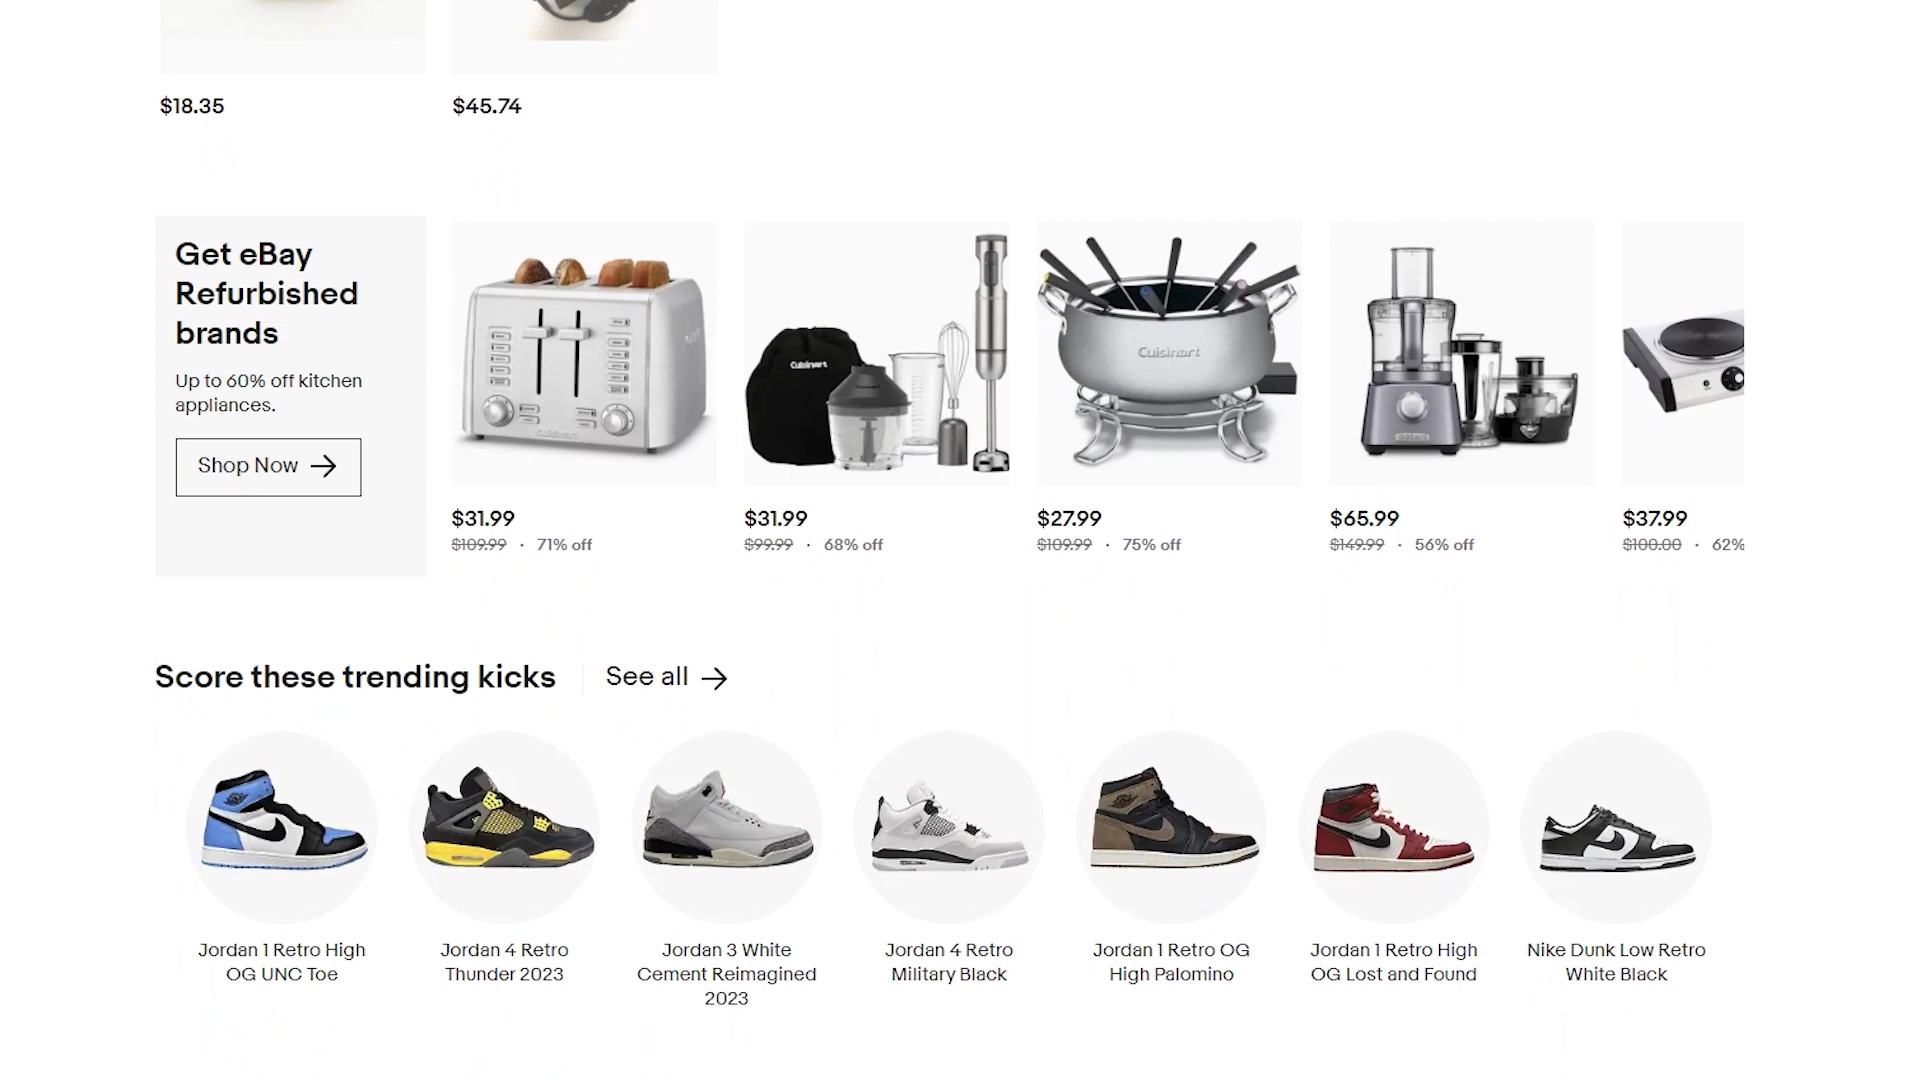 $18.35
$45.74
Get eBay
Refurbished
brands
Up to 60% off kitchen
appliances.
Shop Now
Cuisinart
Cuisinart
Cuisinart
$31.99
$109.99 · 71% off
$31.99
$99.99 · 68% off
$27.99
$109.99 · 75% off
$65.99
$149.99 · 56% off
$37.99
$100.00 · 62%
Score these trending kicks
See all
Jordan 1 Retro High
OG UNC Toe
Jordan 4 Retro
Thunder 2023
Jordan 3 White
Cement Reimagined
2023
Jordan 4 Retro
Military Black
Jordan 1 Retro OG
High Palomino
Jordan 1 Retro High
OG Lost and Found
Nike Dunk Low Retro
White Black